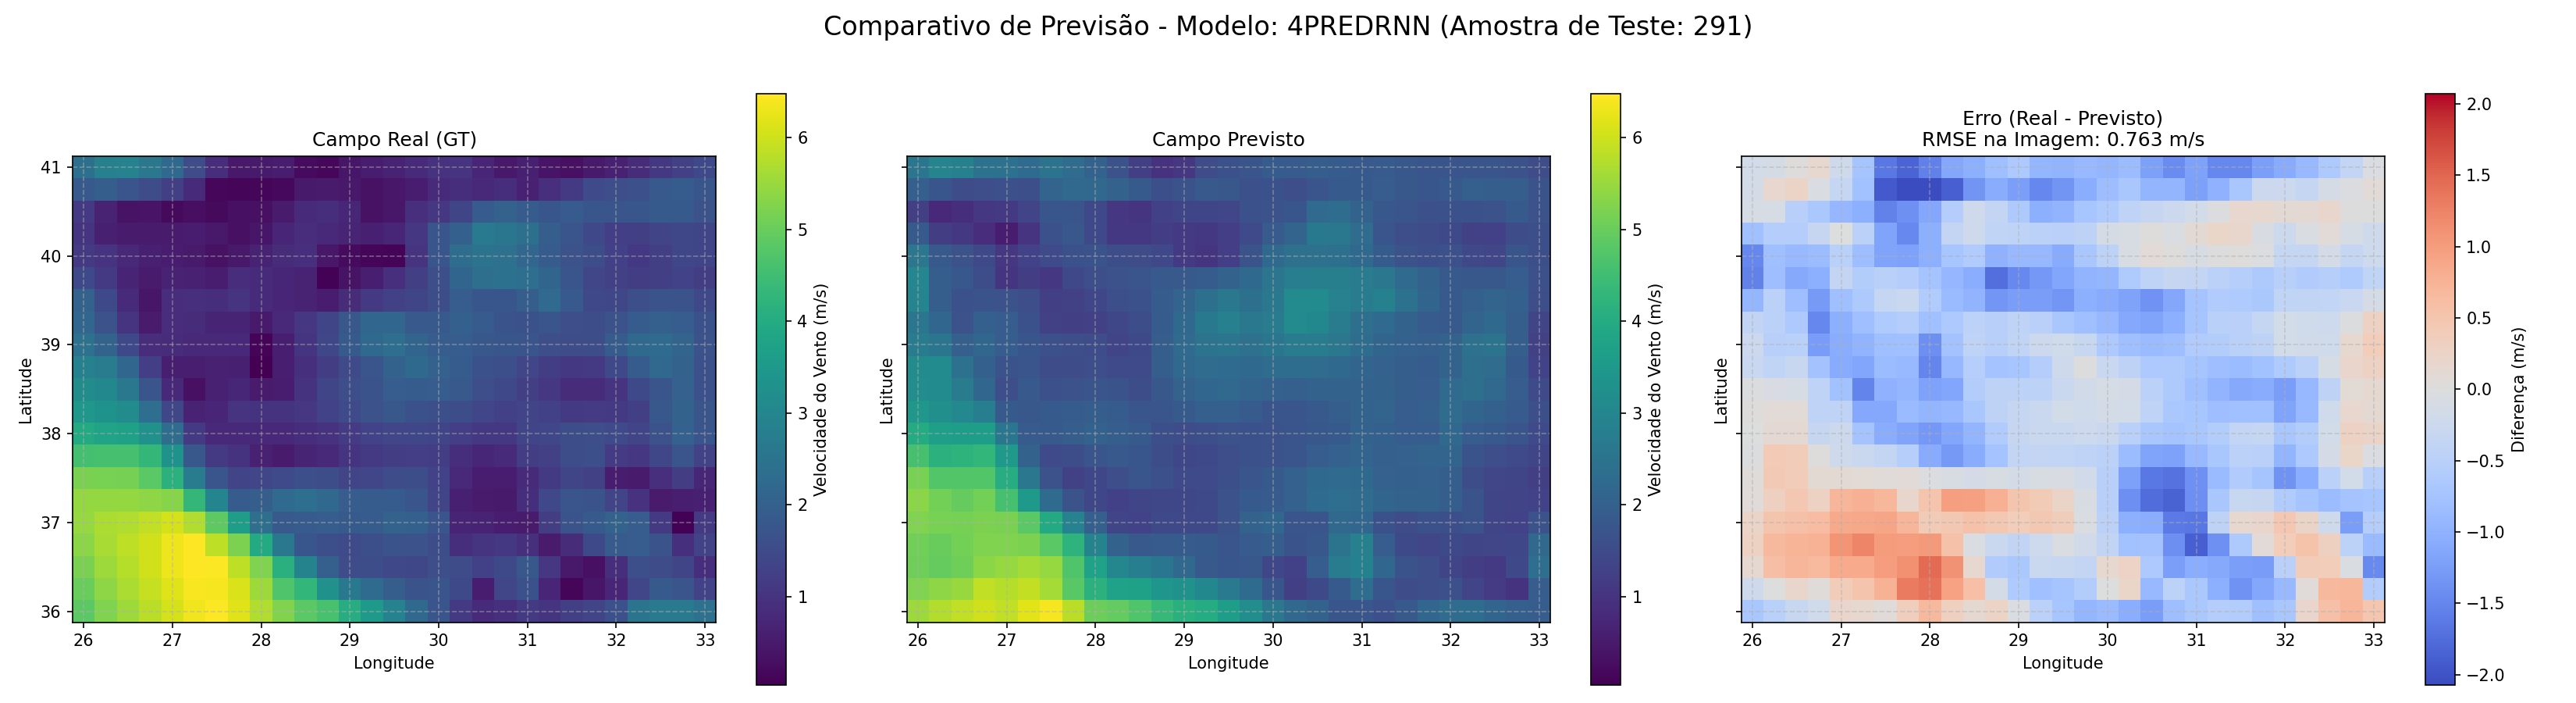 Comparativo de Previsão - Modelo: 4PREDRNN (Amostra de Teste: 291)
Campo Real (GT)
41
40
39
38
37
36
Latitude
26 27 28 29 30 31 32 33
Longitude
6
5
4
3
2
1
Velocidade do Vento (m/s)
Campo Previsto
Latitude
26 27 28 29 30 31 32 33
Longitude
6
5
4
3
2
1
Velocidade do Vento (m/s)
Erro (Real - Previsto)
RMSE na Imagem: 0.763 m/s
Latitude
26 27 28 29 30 31 32 33
Longitude
2.0
1.5
1.0
0.5
0.0
−0.5
−1.0
−1.5
−2.0
Diferença (m/s)